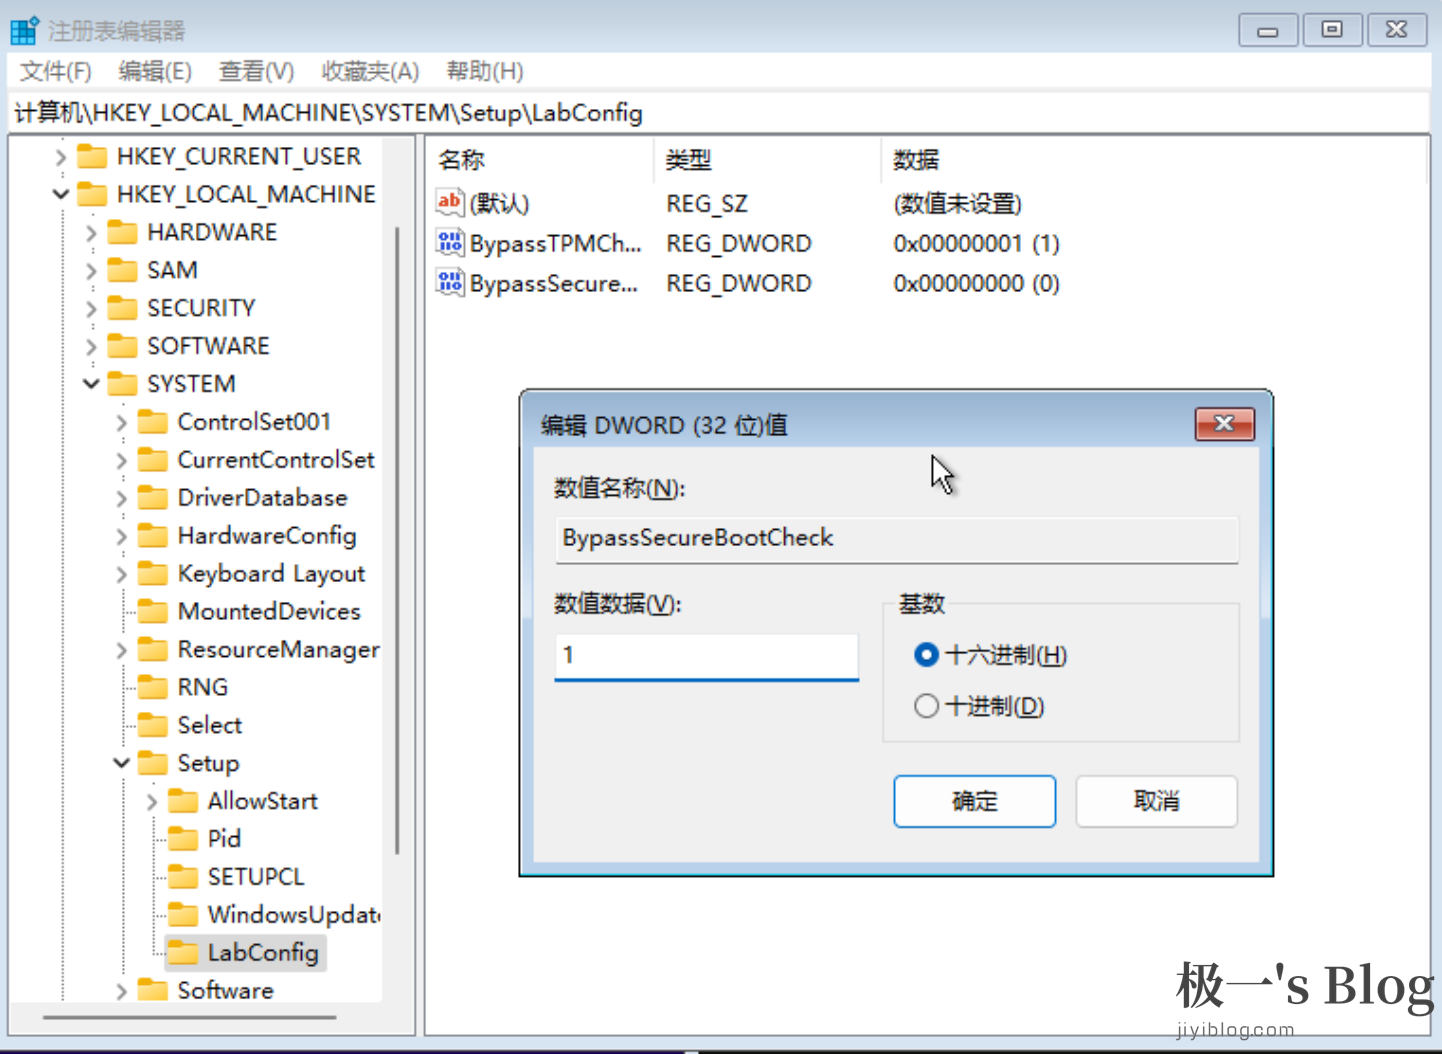 注册表编辑器
文件(F) 编辑(E) 查看(V) 收藏夹(A) 帮助(H)
计算机\HKEY_LOCAL_MACHINE\SYSTEM\Setup\LabConfig
HKEY_CURRENT_USER
HKEY_LOCAL_MACHINE
HARDWARE
SAM
SECURITY
SOFTWARE
SYSTEM
ControlSet001
CurrentControlSet
DriverDatabase
HardwareConfig
Keyboard Layout
MountedDevices
ResourceManager
RNG
Select
Setup
AllowStart
Pid
SETUPCL
WindowsUpdat
LabConfig
Software
名称 类型 数据
(默认) REG_SZ (数值未设置)
BypassTPMCh... REG_DWORD 0x00000001 (1)
BypassSecure... REG_DWORD 0x00000000 (0)
编辑 DWORD (32 位)值
数值名称(N):
BypassSecureBootCheck
数值数据(V):
1
基数
十六进制(H)
十进制(D)
确定 取消
极一's Blog
jiyiblog.com